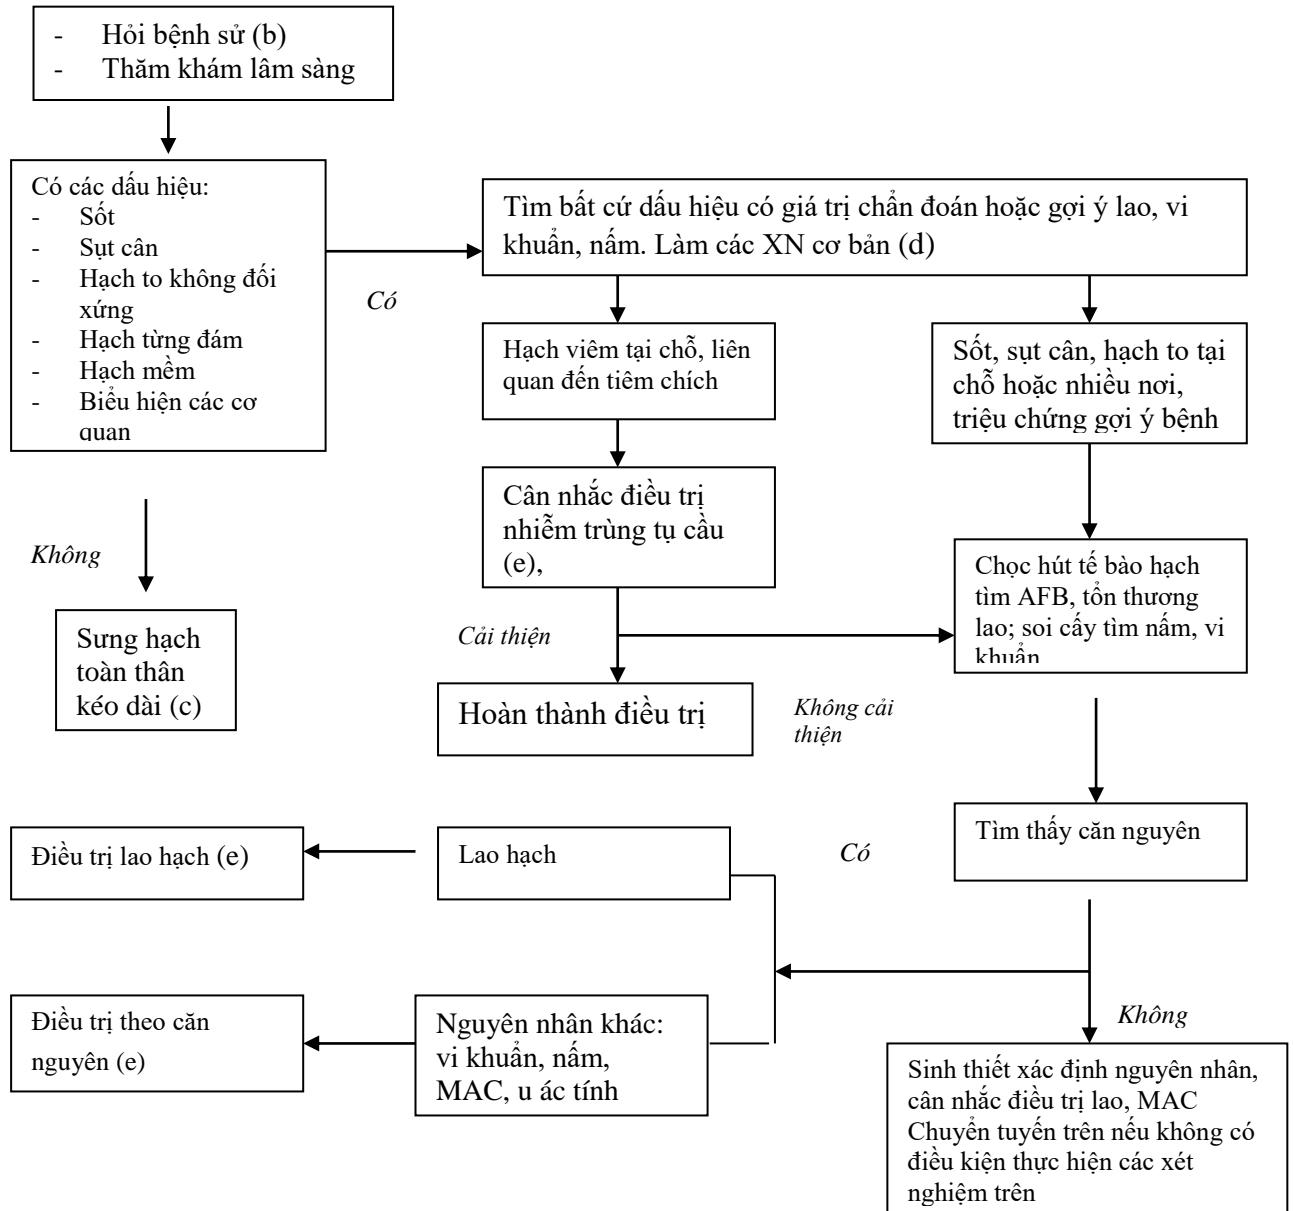 - Hỏi bệnh sử (b)
- Thăm khám lâm sàng
Có các dấu hiệu:
- Sốt
- Sụt cân
- Hạch to không đối
xứng
- Hạch từng đám
- Hạch mềm
- Biểu hiện các cơ
quan
Có
Tìm bất cứ dấu hiệu có giá trị chẩn đoán hoặc gợi ý lao, vi
khuẩn, nấm. Làm các XN cơ bản (d)
Hạch viêm tại chỗ, liên
quan đến tiêm chích
Sốt, sụt cân, hạch to tại
chỗ hoặc nhiều nơi,
triệu chứng gợi ý bệnh
Cân nhắc điều trị
nhiễm trùng tụ cầu
(e),
Không
Chọc hút tế bào hạch
tìm AFB, tổn thương
lao; soi cấy tìm nấm, vi
khuẩn
Sưng hạch
toàn thân
kéo dài (c)
Cải thiện
Hoàn thành điều trị
Không cải
thiện
Tìm thấy căn nguyên
Điều trị lao hạch (e)
Lao hạch
Có
Điều trị theo căn
nguyên (e)
Nguyên nhân khác:
vi khuẩn, nấm,
MAC, u ác tính
Không
Sinh thiết xác định nguyên nhân,
cân nhắc điều trị lao, MAC
Chuyển tuyến trên nếu không có
điều kiện thực hiện các xét
nghiệm trên